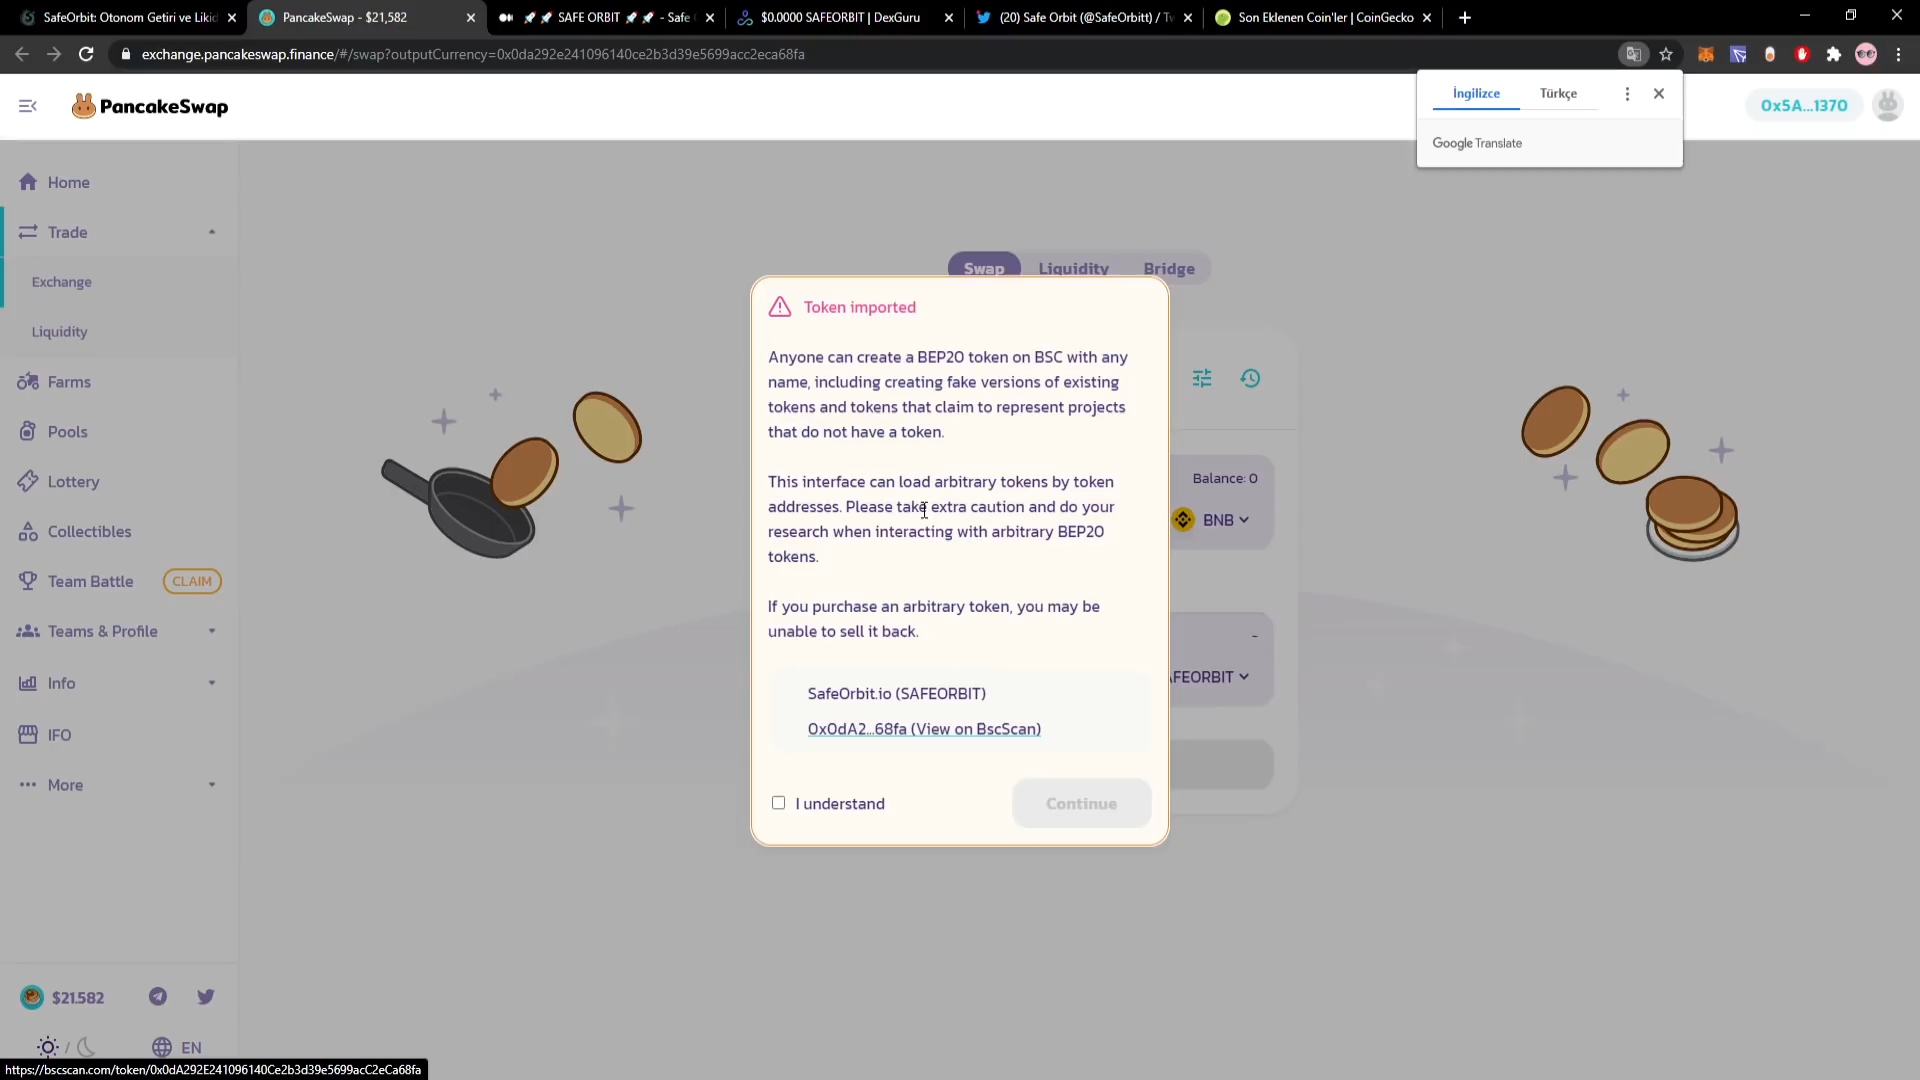 SafeOrbit: Otonom Getiri ve Likid
PancakeSwap - $21,582
SAFE ORBIT - Safe
$0.0000 SAFEORBIT | DexGuru
(20) Safe Orbit (@SafeOrbitt) / Tw
Son Eklenen Coin'ler | CoinGecko
exchange.pancakeswap.finance/#/swap?outputCurrency=0x0da292e241096140ce2b3d39e5699acc2eca68fa
İngilizce
Türkçe
Google Translate
PancakeSwap
0x5A...1370
Home
Trade
Exchange
Liquidity
Farms
Pools
Lottery
Collectibles
Team Battle
CLAIM
Teams & Profile
Info
IFO
More
$21.582
EN
Swap
Liquidity
Bridge
Token imported
Anyone can create a BEP20 token on BSC with any
name, including creating fake versions of existing
tokens and tokens that claim to represent projects
that do not have a token.
This interface can load arbitrary tokens by token
addresses. Please take extra caution and do your
research when interacting with arbitrary BEP20
tokens.
If you purchase an arbitrary token, you may be
unable to sell it back.
SafeOrbit.io (SAFEORBIT)
0x0dA2...68fa (View on BscScan)
I understand
Continue
Balance: 0
BNB
-
AFEORBIT
https://bscscan.com/token/0x0dA292E241096140Ce2b3d39e5699acC2eCa68fa